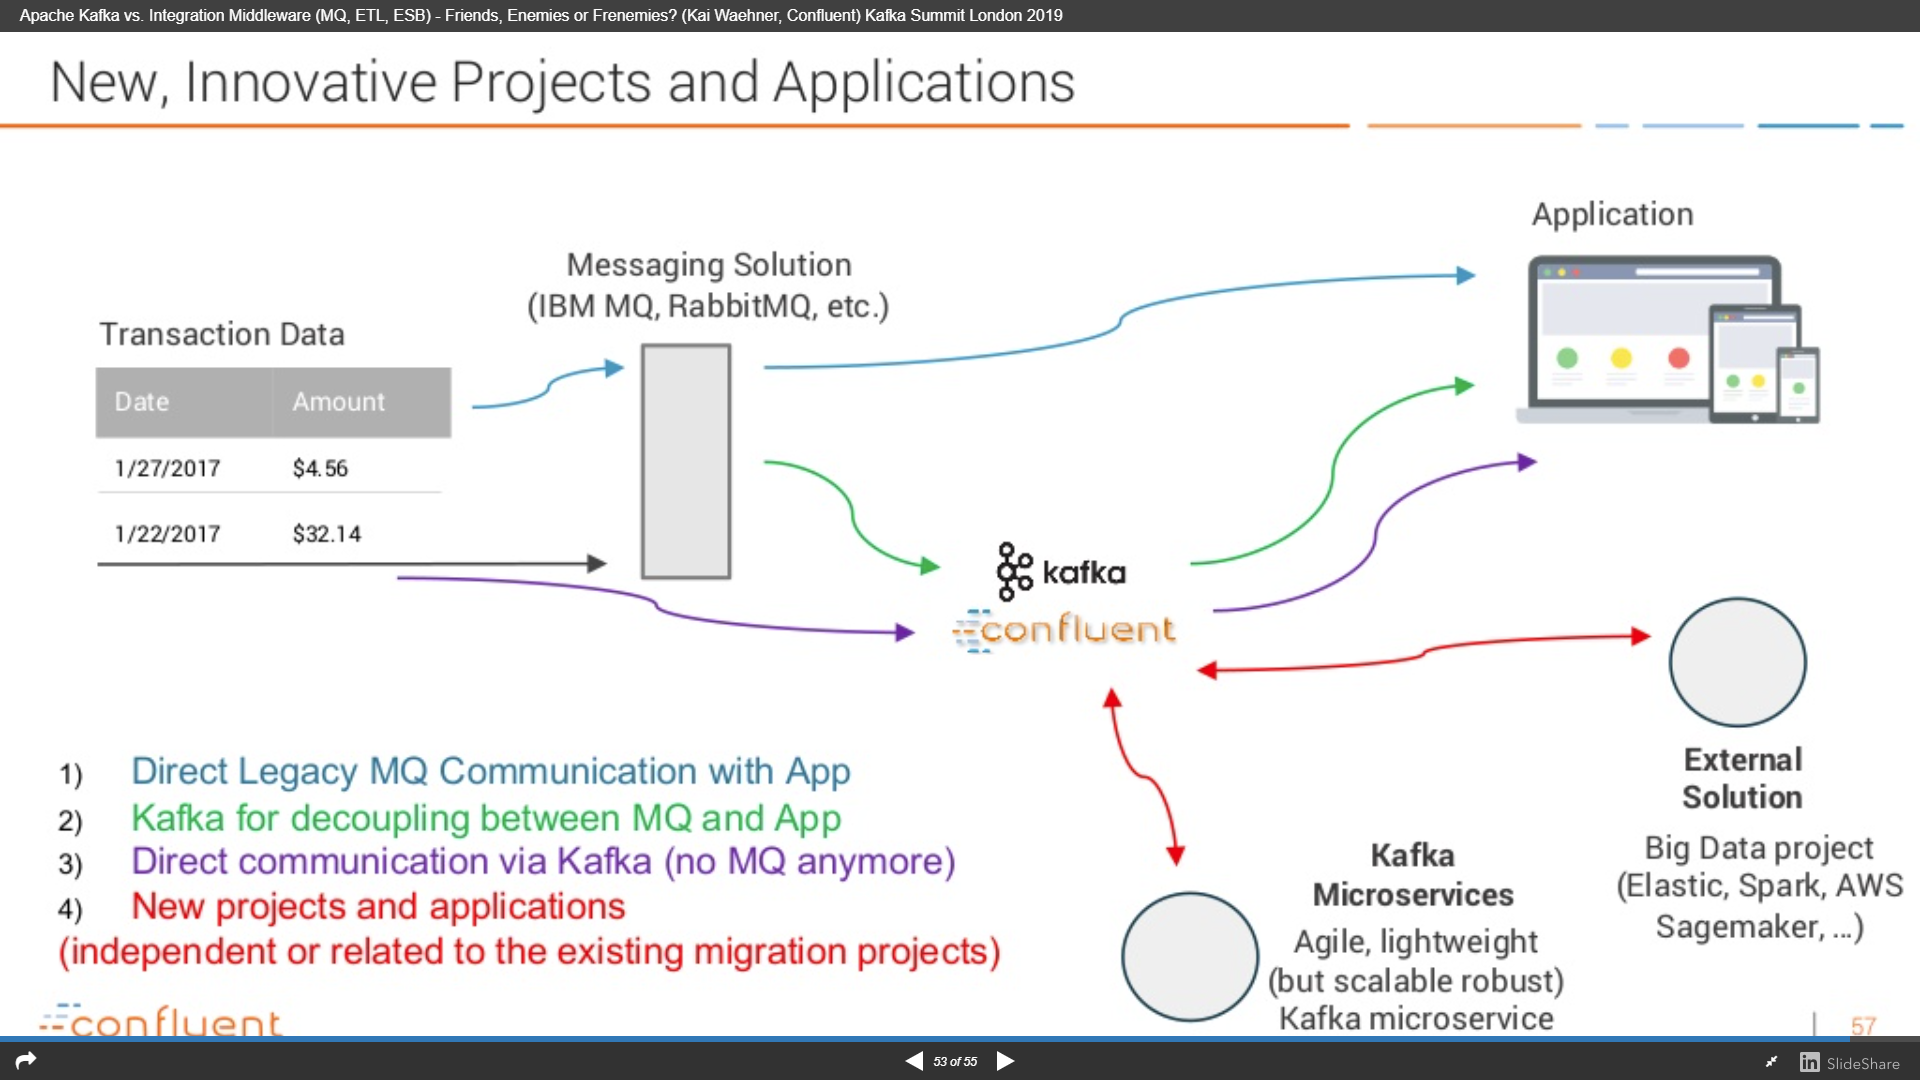 Apache Kafka vs. Integration Middleware (MQ, ETL, ESB) - Friends, Enemies or Frenemies? (Kai Waehner, Confluent) Kafka Summit London 2019
New, Innovative Projects and Applications
Application
Messaging Solution
(IBM MQ, RabbitMQ, etc.)
Transaction Data
Date Amount
1/27/2017 $4.56
1/22/2017 $32.14
kafka
confluent
External
Solution
Big Data project
(Elastic, Spark, AWS
Sagemaker, ...)
Kafka
Microservices
Agile, lightweight
(but scalable robust)
Kafka microservice
1) Direct Legacy MQ Communication with App
2) Kafka for decoupling between MQ and App
3) Direct communication via Kafka (no MQ anymore)
4) New projects and applications
(independent or related to the existing migration projects)
confluent
57
53 of 55
in SlideShare